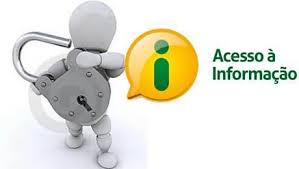 i
Acesso à
Informação